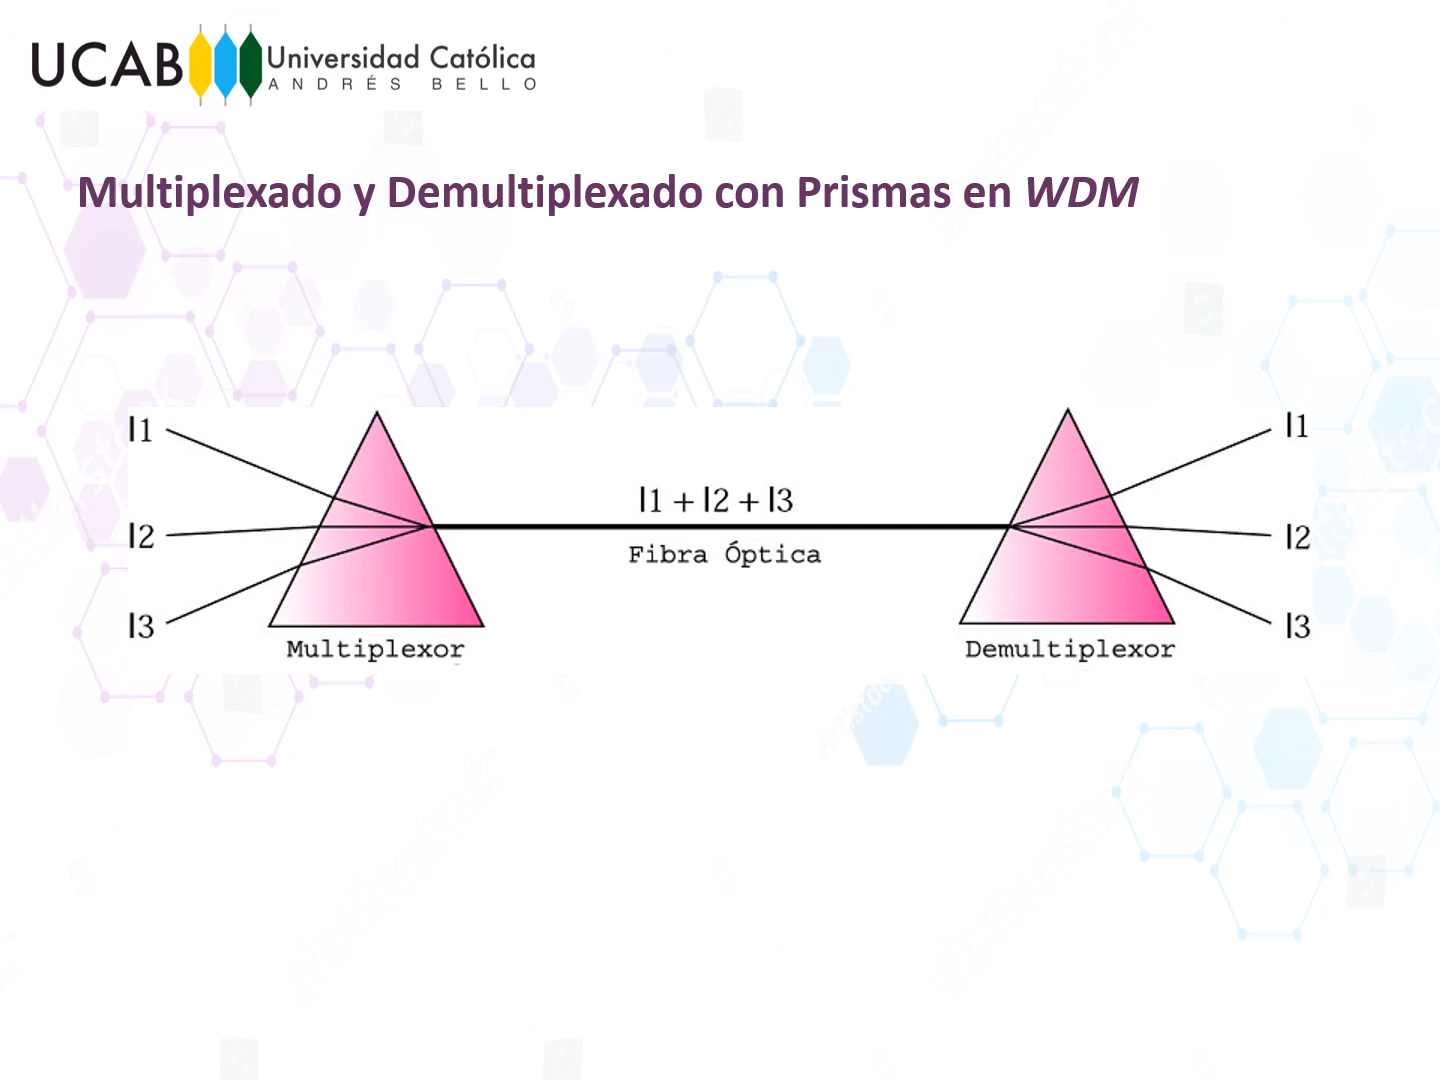 UCAB Universidad Católica
ANDRÉS BELLO
Multiplexado y Demultiplexado con Prismas en WDM
l1
l2
l3
Multiplexor
l1 + l2 + l3
Fibra Óptica
l1
l2
l3
Demultiplexor